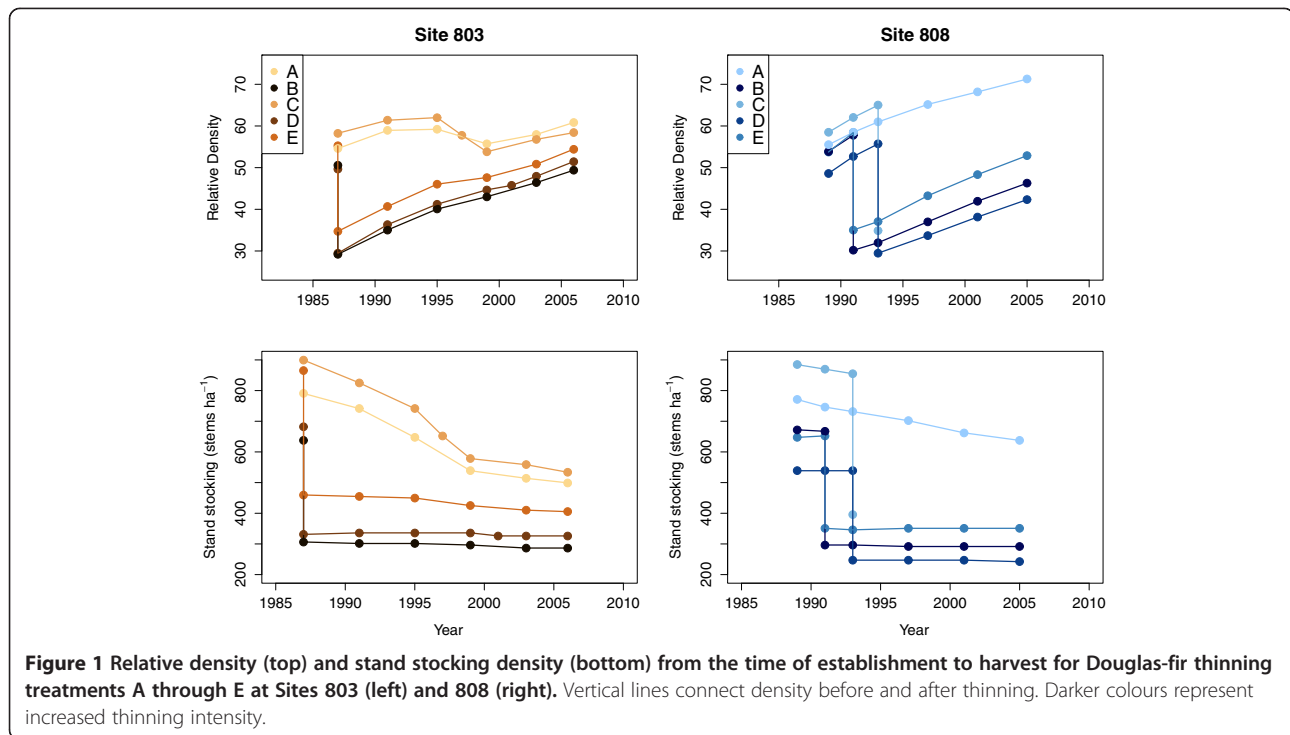 Site 803
Site 808
A
B
C
D
E
Relative Density
70
60
50
40
30
1985 1990 1995 2000 2005 2010
A
B
C
D
E
Relative Density
70
60
50
40
30
1985 1990 1995 2000 2005 2010
Stand stocking (stems ha⁻¹)
800
600
400
200
1985 1990 1995 2000 2005 2010
Year
Stand stocking (stems ha⁻¹)
800
600
400
200
1985 1990 1995 2000 2005 2010
Year
Figure 1 Relative density (top) and stand stocking density (bottom) from the time of establishment to harvest for Douglas-fir thinning
treatments A through E at Sites 803 (left) and 808 (right). Vertical lines connect density before and after thinning. Darker colours represent
increased thinning intensity.